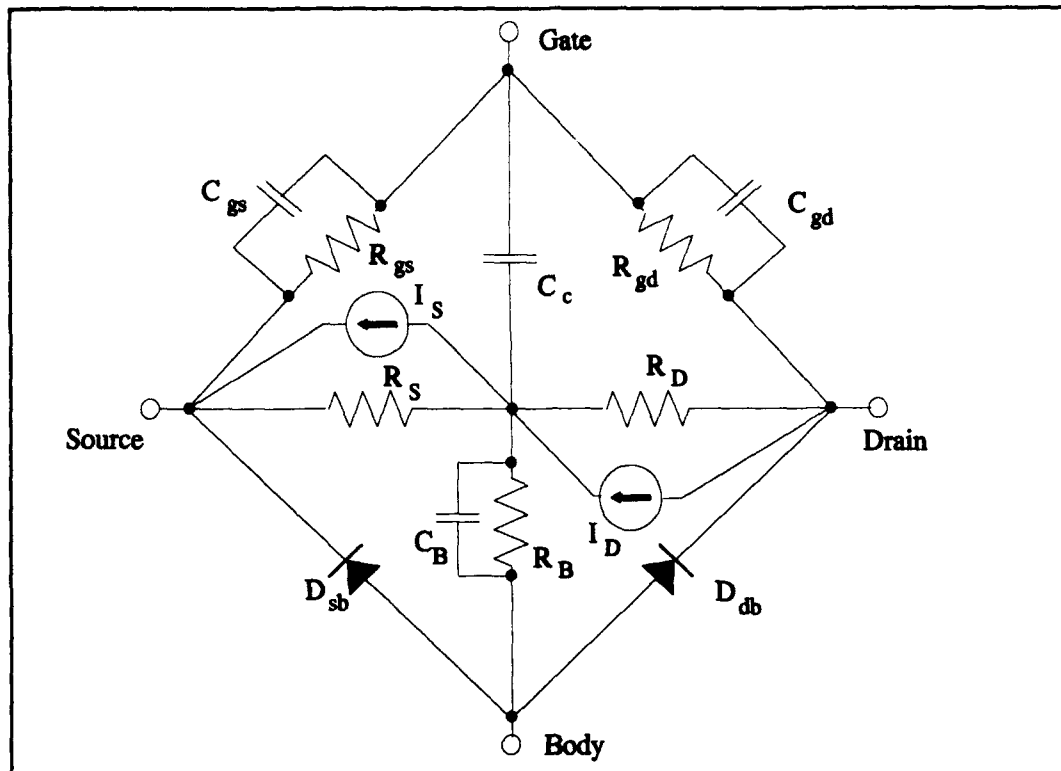 Gate
C gs
C gd
R gs
R gd
C c
I S
R S
R D
Source
Drain
C B
R B
I D
D sb
D db
Body